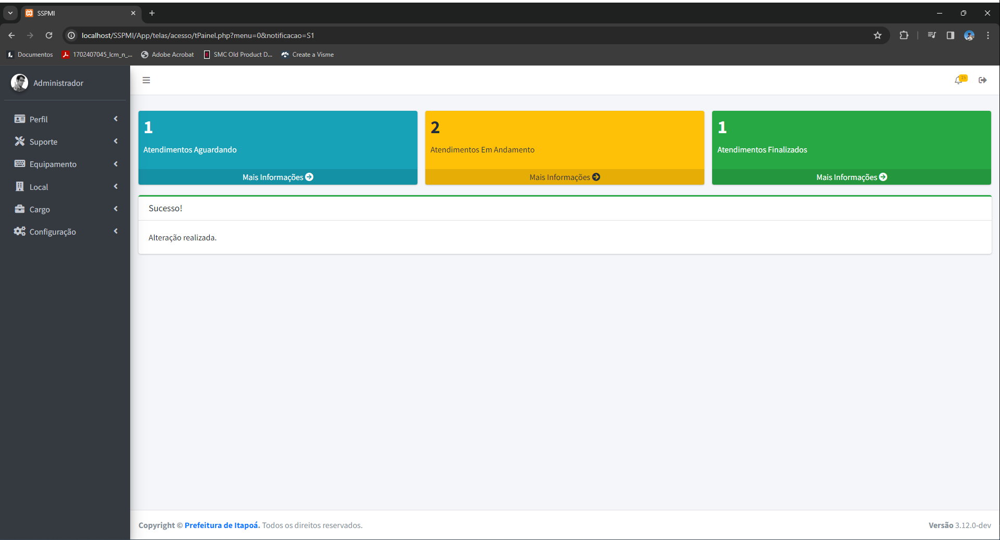 SSPMI
localhost/SSPMI/App/telas/acesso/tPainel.php?menu=0&notificacao=S1
Documentos
1702407045_lcm_n_...
Adobe Acrobat
SMC Old Product D...
Create a Visme
Administrador
15
Perfil
Suporte
Equipamento
Local
Cargo
Configuração
1
Atendimentos Aguardando
Mais Informações
2
Atendimentos Em Andamento
Mais Informações
1
Atendimentos Finalizados
Mais Informações
Sucesso!
Alteração realizada.
Copyright © Prefeitura de Itapoá. Todos os direitos reservados.
Versão 3.12.0-dev